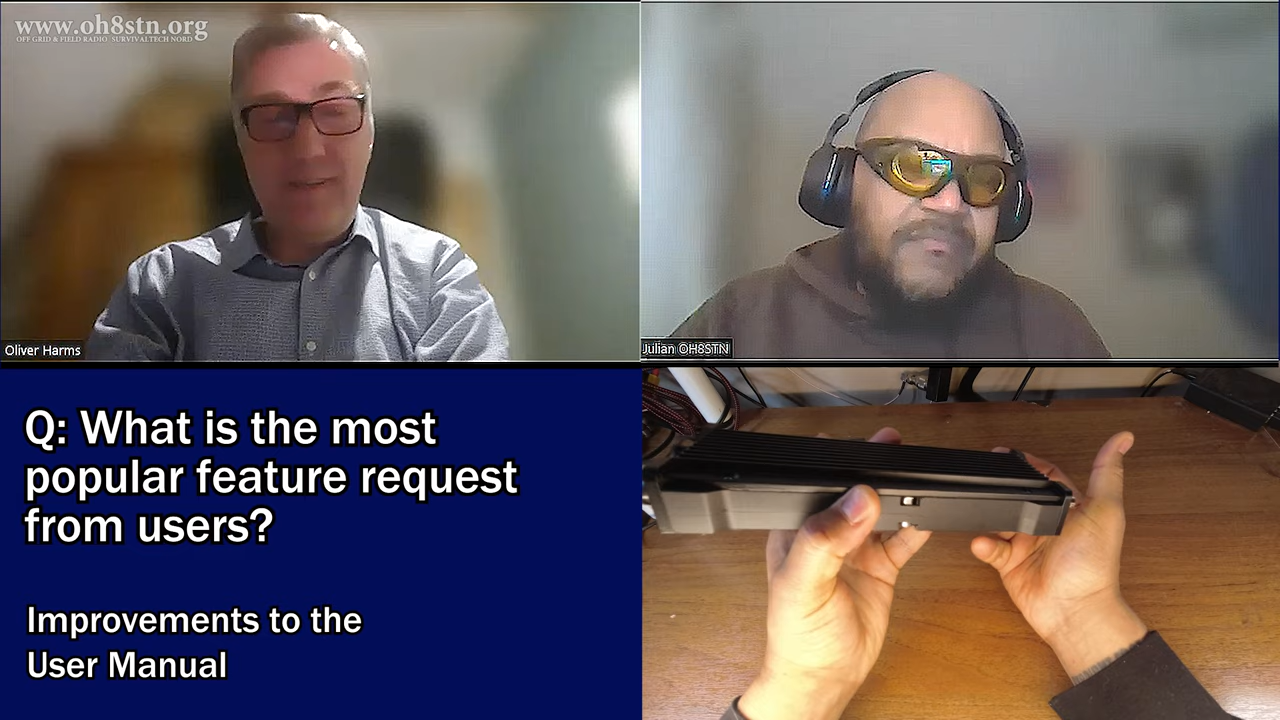 www.oh8stn.org
OFF GRID & FIELD RADIO SURVIVALTECH NORD
Oliver Harms
Julian OH8STN
Q: What is the most
popular feature request
from users?
Improvements to the
User Manual